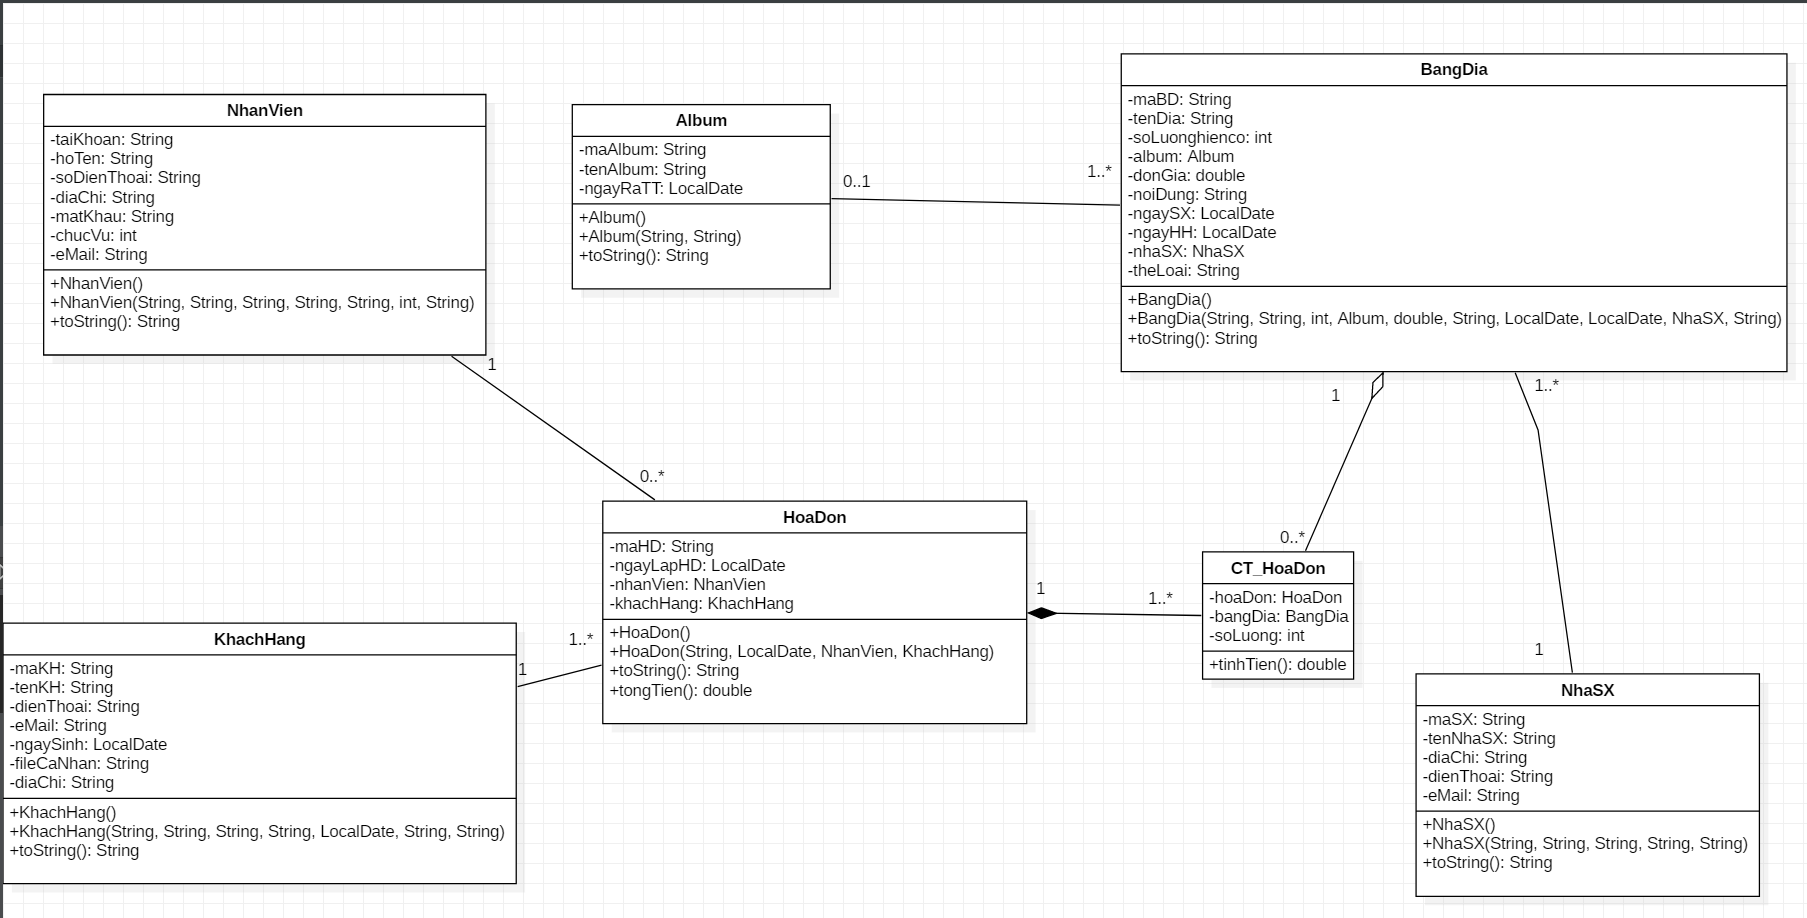 NhanVien
-taiKhoan: String
-hoTen: String
-soDienThoai: String
-diaChi: String
-matKhau: String
-chucVu: int
-eMail: String
+NhanVien()
+NhanVien(String, String, String, String, String, int, String)
+toString(): String
Album
-maAlbum: String
-tenAlbum: String
-ngayRaTT: LocalDate
+Album()
+Album(String, String)
+toString(): String
0..1
1..*
BangDia
-maBD: String
-tenDia: String
-soLuonghienco: int
-album: Album
-donGia: double
-noiDung: String
-ngaySX: LocalDate
-ngayHH: LocalDate
-nhaSX: NhaSX
-theLoai: String
+BangDia()
+BangDia(String, String, int, Album, double, String, LocalDate, LocalDate, NhaSX, String)
+toString(): String
1
0..*
1
1..*
0..*
1
HoaDon
-maHD: String
-ngayLapHD: LocalDate
-nhanVien: NhanVien
-khachHang: KhachHang
+HoaDon()
+HoaDon(String, LocalDate, NhanVien, KhachHang)
+toString(): String
+tongTien(): double
1
1..*
CT_HoaDon
-hoaDon: HoaDon
-bangDia: BangDia
-soLuong: int
+tinhTien(): double
KhachHang
-maKH: String
-tenKH: String
-dienThoai: String
-eMail: String
-ngaySinh: LocalDate
-fileCaNhan: String
-diaChi: String
+KhachHang()
+KhachHang(String, String, String, String, LocalDate, String, String)
+toString(): String
1
1..*
NhaSX
-maSX: String
-tenNhaSX: String
-diaChi: String
-dienThoai: String
-eMail: String
+NhaSX()
+NhaSX(String, String, String, String, String)
+toString(): String